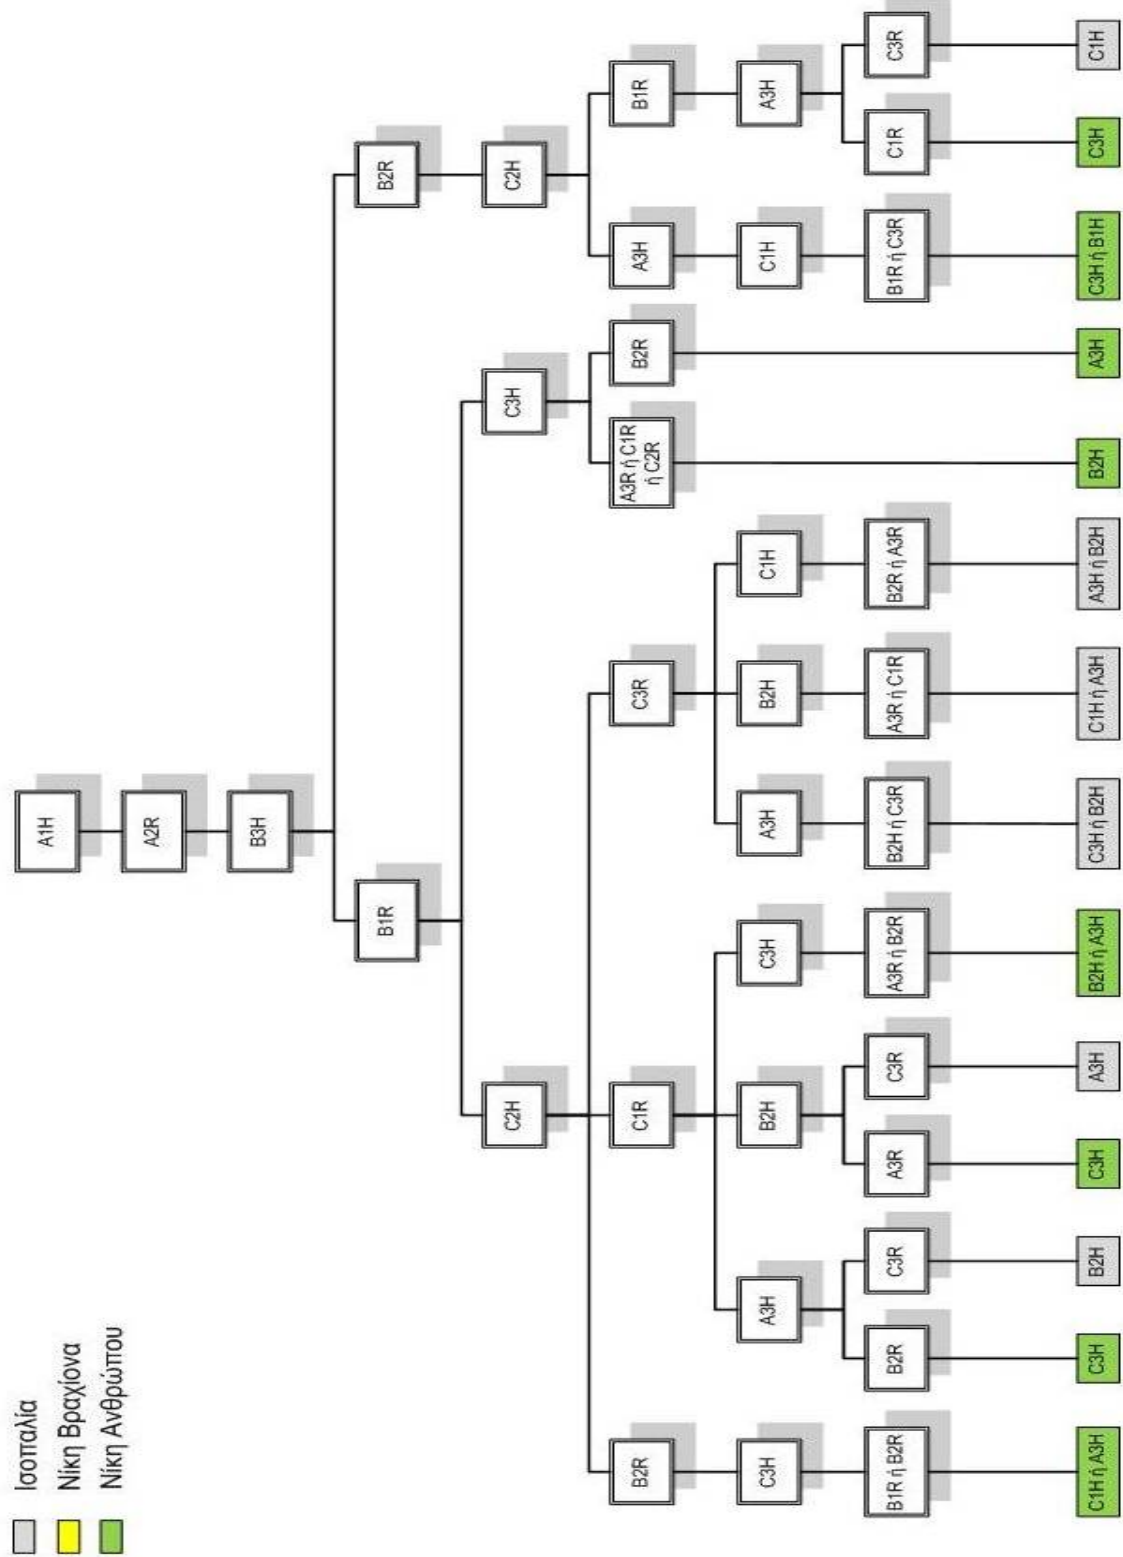 Ισοπαλία
Νίκη Βραχίονα
Νίκη Ανθρώπου
A1H
A2R
B3H
B1R
B2R
C2H
C3H
C2H
B2R
C1R
C3R
A3R ή C1R
ή C2R
B2R
A3H
B1R
C3H
A3H
B2H
C3H
A3H
B2H
C1H
C1H
A3H
B1R ή B2R
B2R
C3R
A3R
C3R
A3R ή B2R
B2H ή C3R
A3R ή C1R
B2R ή A3R
B1R ή C3R
C1R
C3R
C1H ή A3H
C3H
B2H
C3H
A3H
B2H ή A3H
C3H ή B2H
C1H ή A3H
A3H ή B2H
B2H
A3H
C3H ή B1H
C3H
C1H